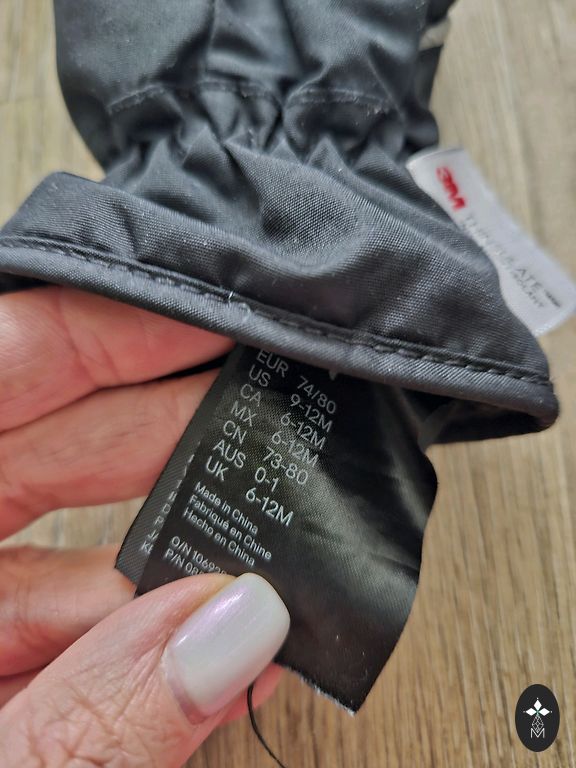 3M
THINSULATE
EUR 74/80
US 9-12M
CA 6-12M
MX 6-12M
CN 73-80
AUS 0-1
UK 6-12M
Made in China
Fabriqué en Chine
Hecho en China